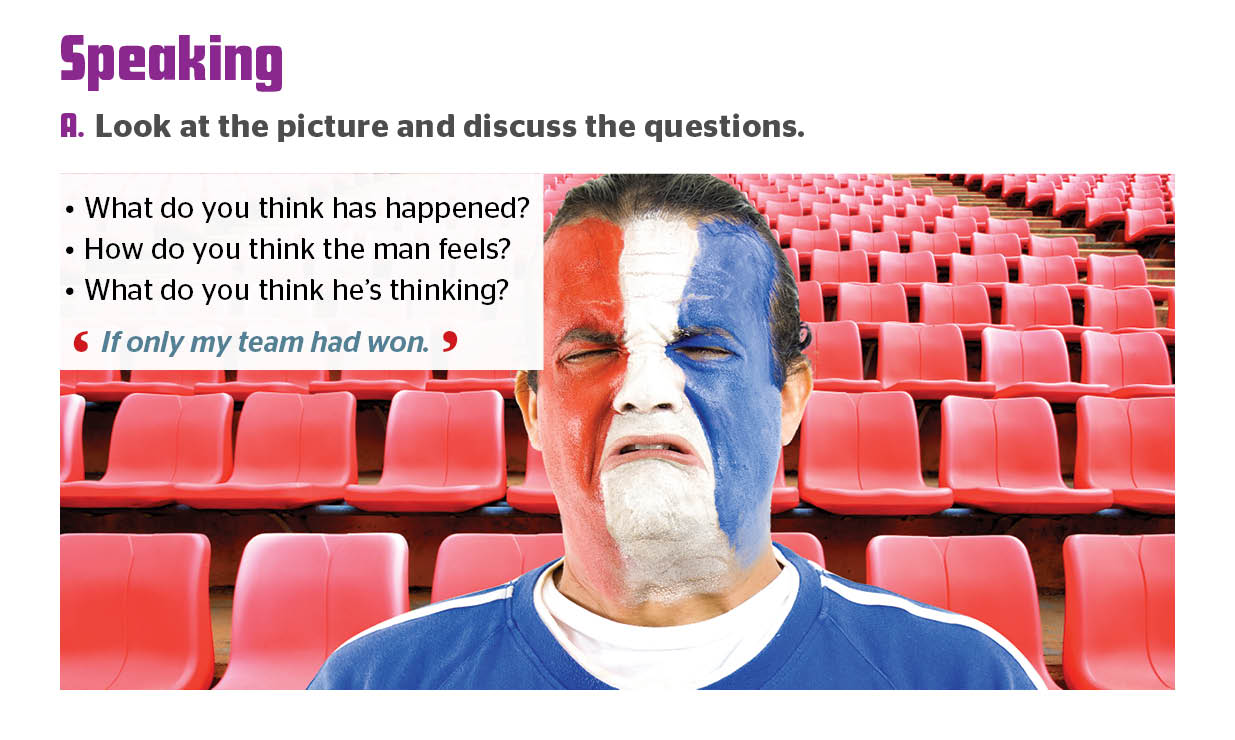 Speaking
A. Look at the picture and discuss the questions.
• What do you think has happened?
• How do you think the man feels?
• What do you think he’s thinking?
‘ If only my team had won. ’